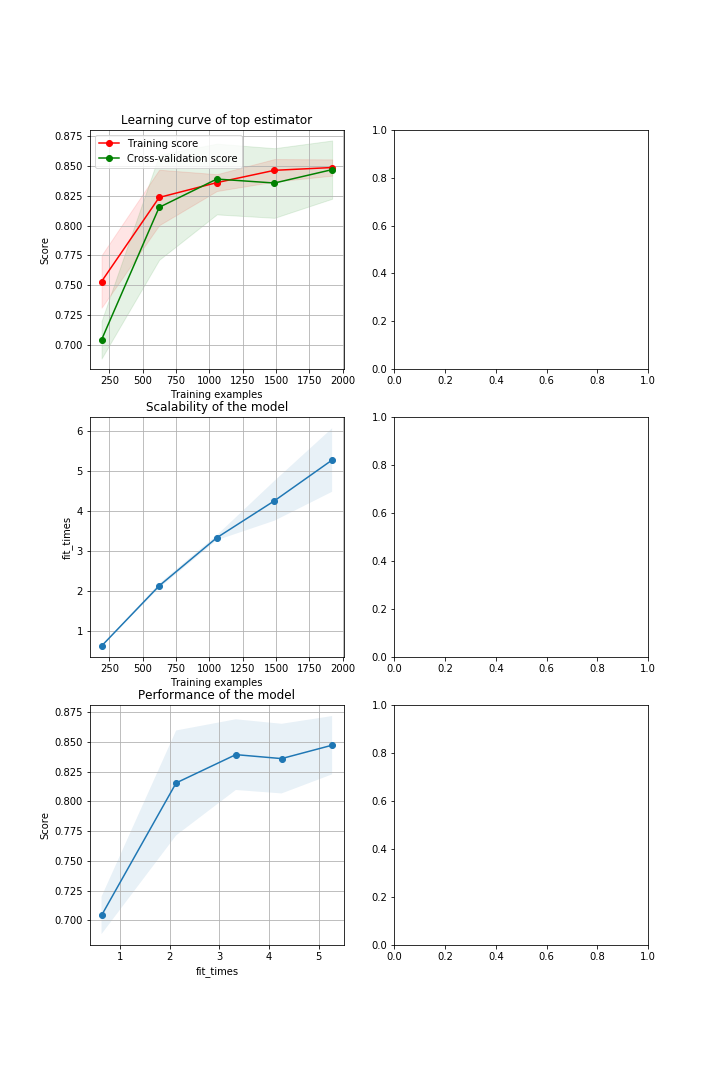 Learning curve of top estimator
Training score
Cross-validation score
Score
0.875
0.850
0.825
0.800
0.775
0.750
0.725
0.700
250 500 750 1000 1250 1500 1750 2000
Training examples
1.0
0.8
0.6
0.4
0.2
0.0
0.0 0.2 0.4 0.6 0.8 1.0
Scalability of the model
fit_times
6
5
4
3
2
1
250 500 750 1000 1250 1500 1750 2000
Training examples
1.0
0.8
0.6
0.4
0.2
0.0
0.0 0.2 0.4 0.6 0.8 1.0
Performance of the model
Score
0.875
0.850
0.825
0.800
0.775
0.750
0.725
0.700
1 2 3 4 5
fit_times
1.0
0.8
0.6
0.4
0.2
0.0
0.0 0.2 0.4 0.6 0.8 1.0